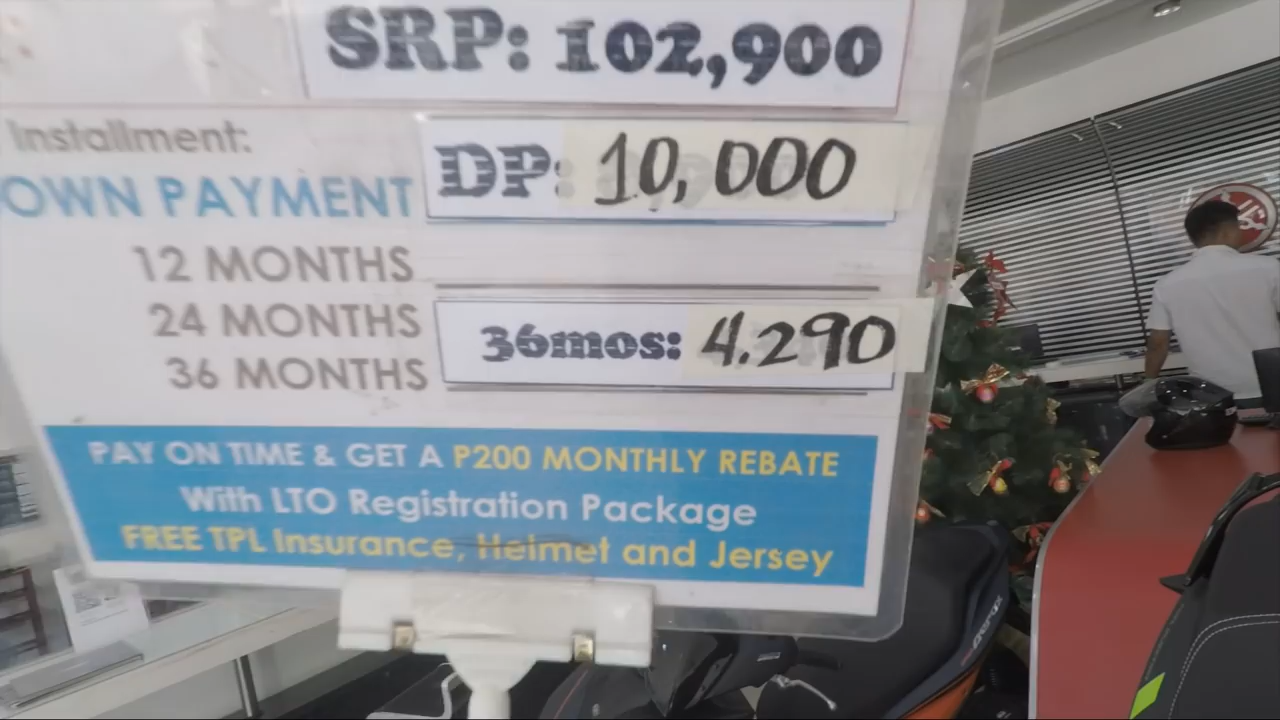 SRP: 102,900
Installment:
OWN PAYMENT
DP: 10,000
12 MONTHS
24 MONTHS
36 MONTHS
36mos: 4.290
PAY ON TIME & GET A P200 MONTHLY REBATE
With LTO Registration Package
FREE TPL Insurance, Helmet and Jersey